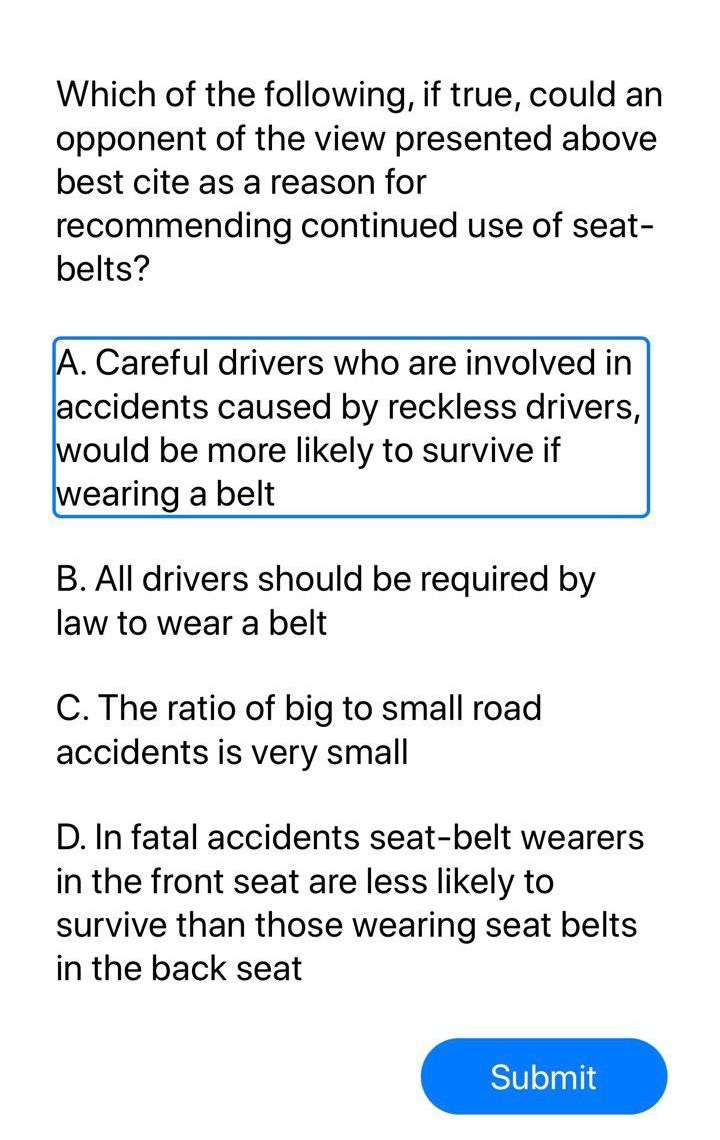 Which of the following, if true, could an
opponent of the view presented above
best cite as a reason for
recommending continued use of seat-
belts?
A. Careful drivers who are involved in
accidents caused by reckless drivers,
would be more likely to survive if
wearing a belt
B. All drivers should be required by
law to wear a belt
C. The ratio of big to small road
accidents is very small
D. In fatal accidents seat-belt wearers
in the front seat are less likely to
survive than those wearing seat belts
in the back seat
Submit